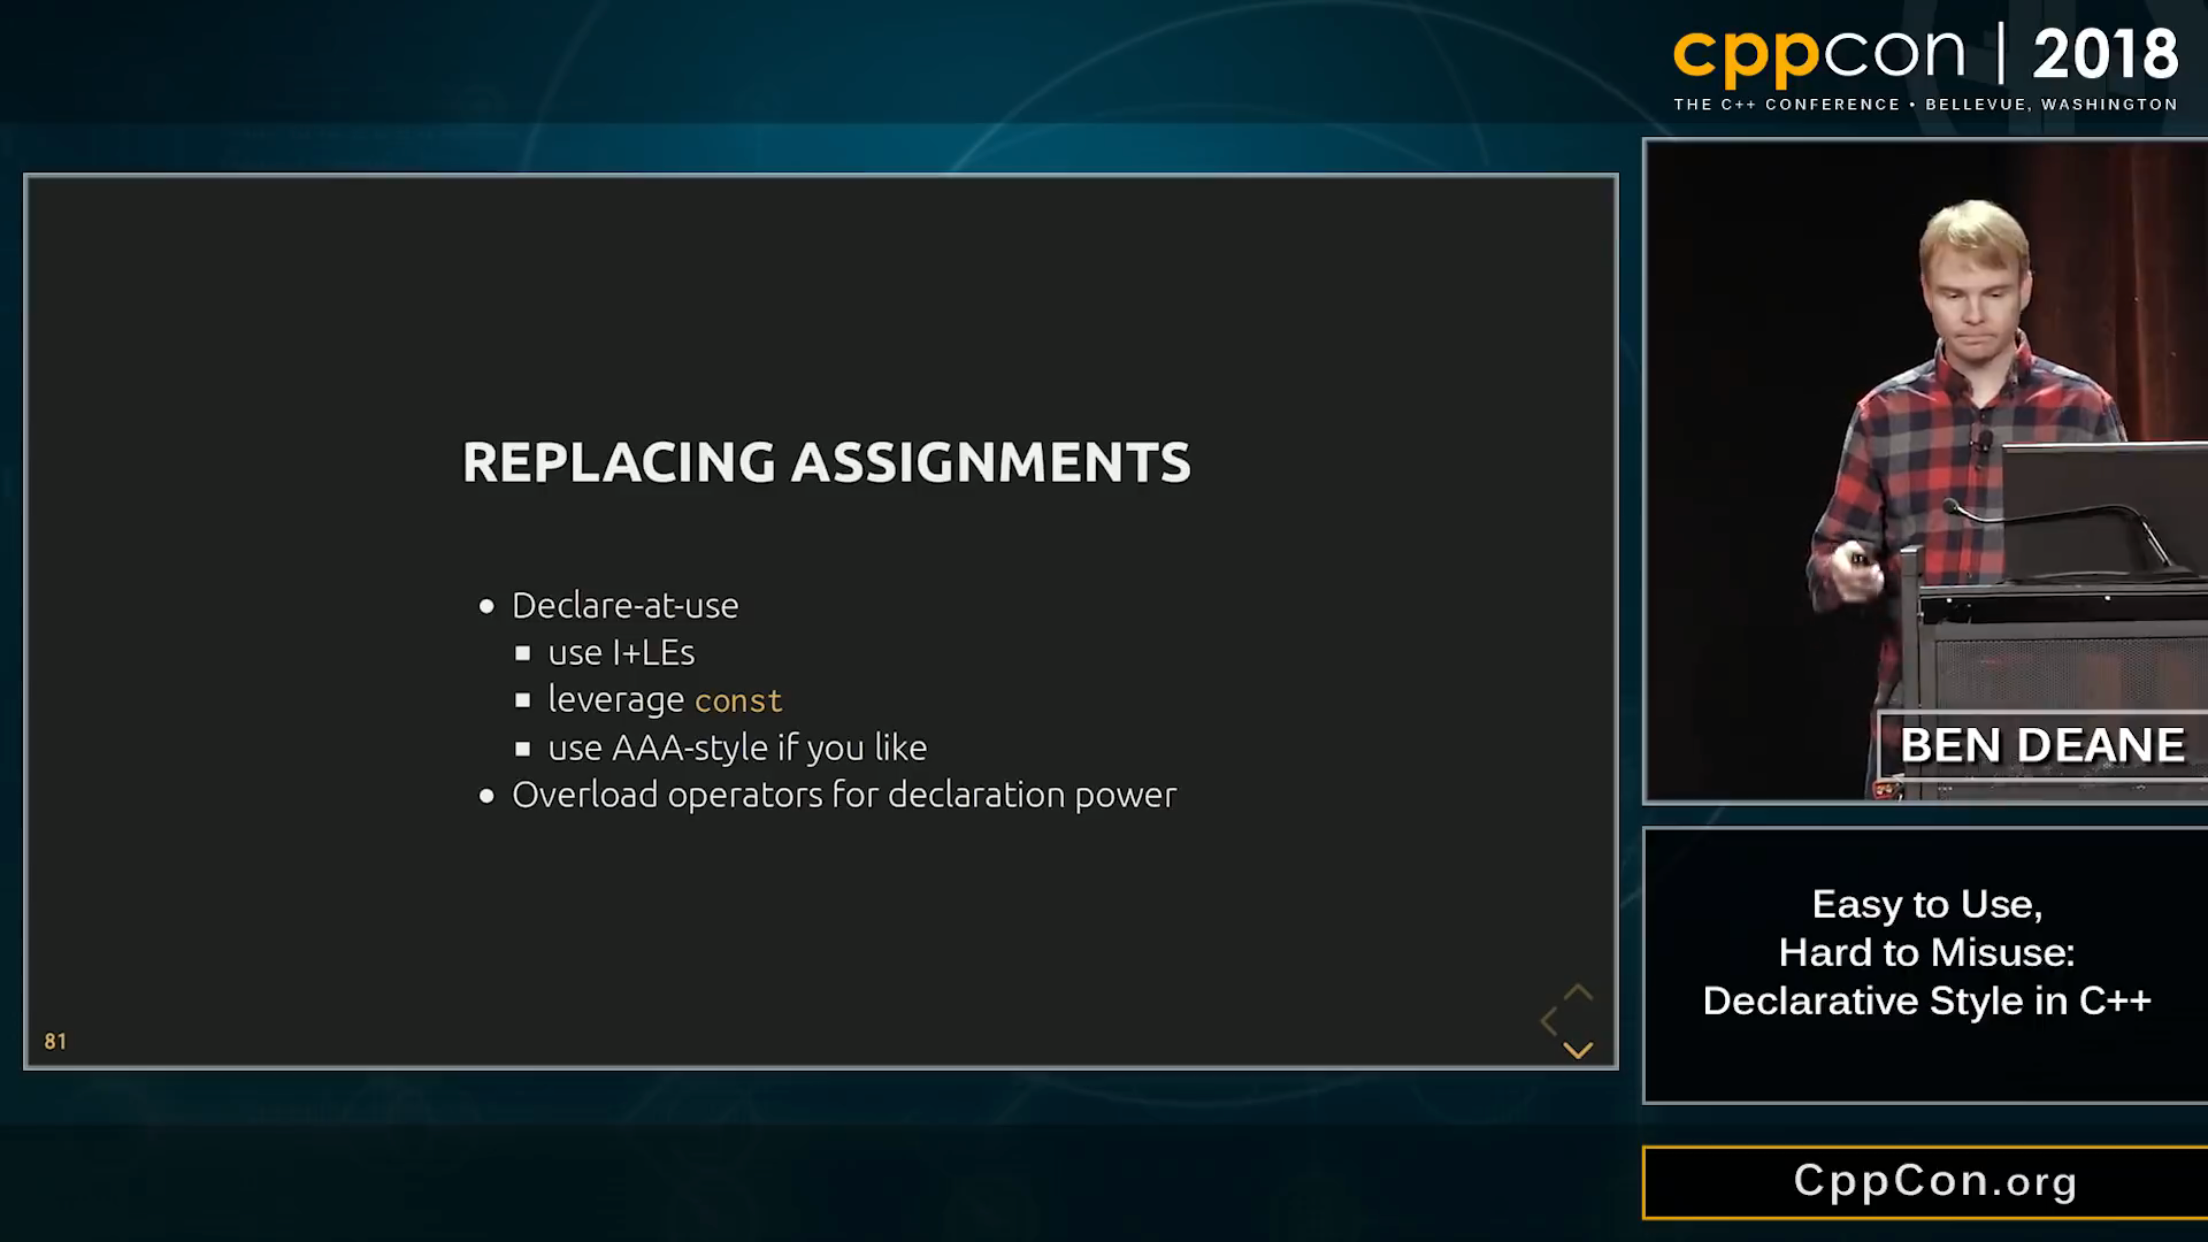 cppcon | 2018
THE C++ CONFERENCE • BELLEVUE, WASHINGTON
REPLACING ASSIGNMENTS
• Declare-at-use
▪ use I+LEs
▪ leverage const
▪ use AAA-style if you like
• Overload operators for declaration power
81
BEN DEANE
Easy to Use,
Hard to Misuse:
Declarative Style in C++
CppCon.org